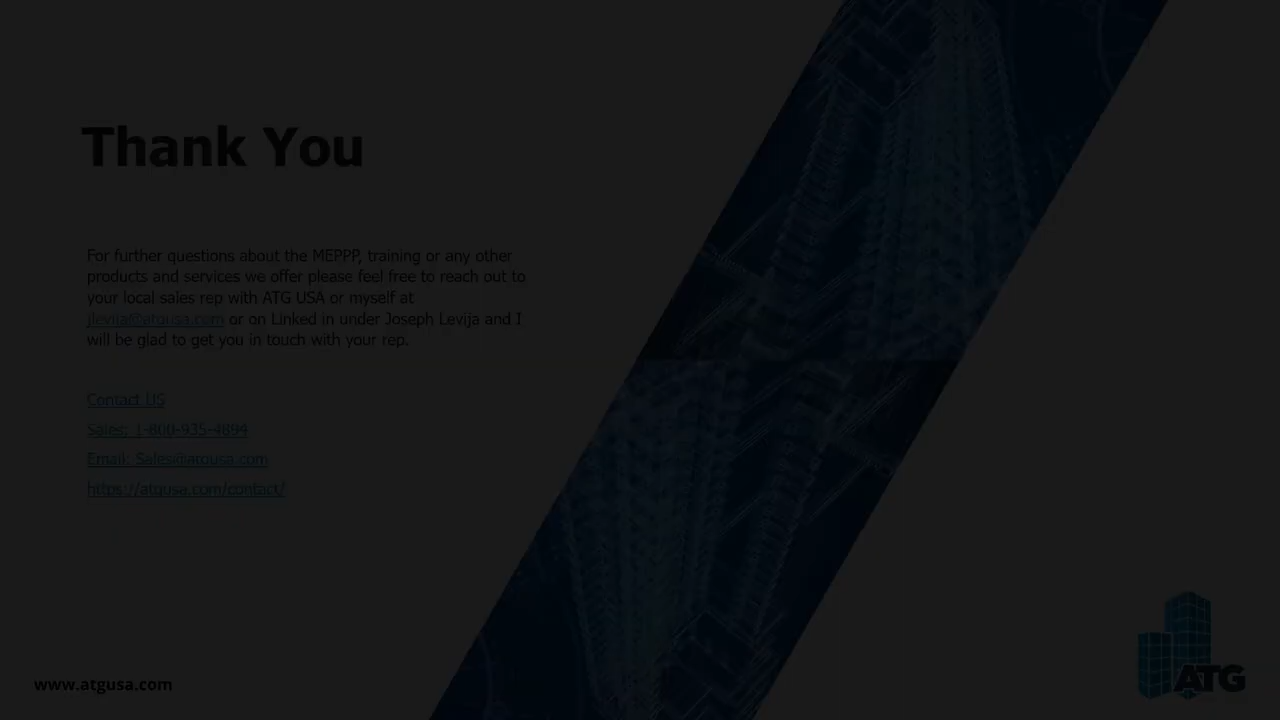 Thank You
For further questions about the MEPPP, training or any other
products and services we offer please feel free to reach out to
your local sales rep with ATG USA or myself at
jlevija@atgusa.com or on Linked in under Joseph Levija and I
will be glad to get you in touch with your rep.
Contact US
Sales: 1-800-935-4894
Email: Sales@atgusa.com
https://atgusa.com/contact/
www.atgusa.com
ATG